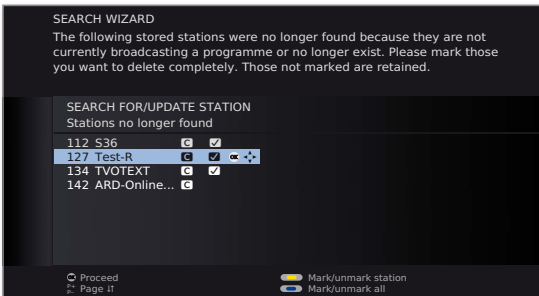 SEARCH WIZARD
The following stored stations were no longer found because they are not
currently broadcasting a programme or no longer exist. Please mark those
you want to delete completely. Those not marked are retained.
SEARCH FOR/UPDATE STATION
Stations no longer found
112 S36 C
127 Test-R C OK
134 TVOTEXT C
142 ARD-Online... C
OK Proceed Mark/unmark station
P+ P- Page Mark/unmark all